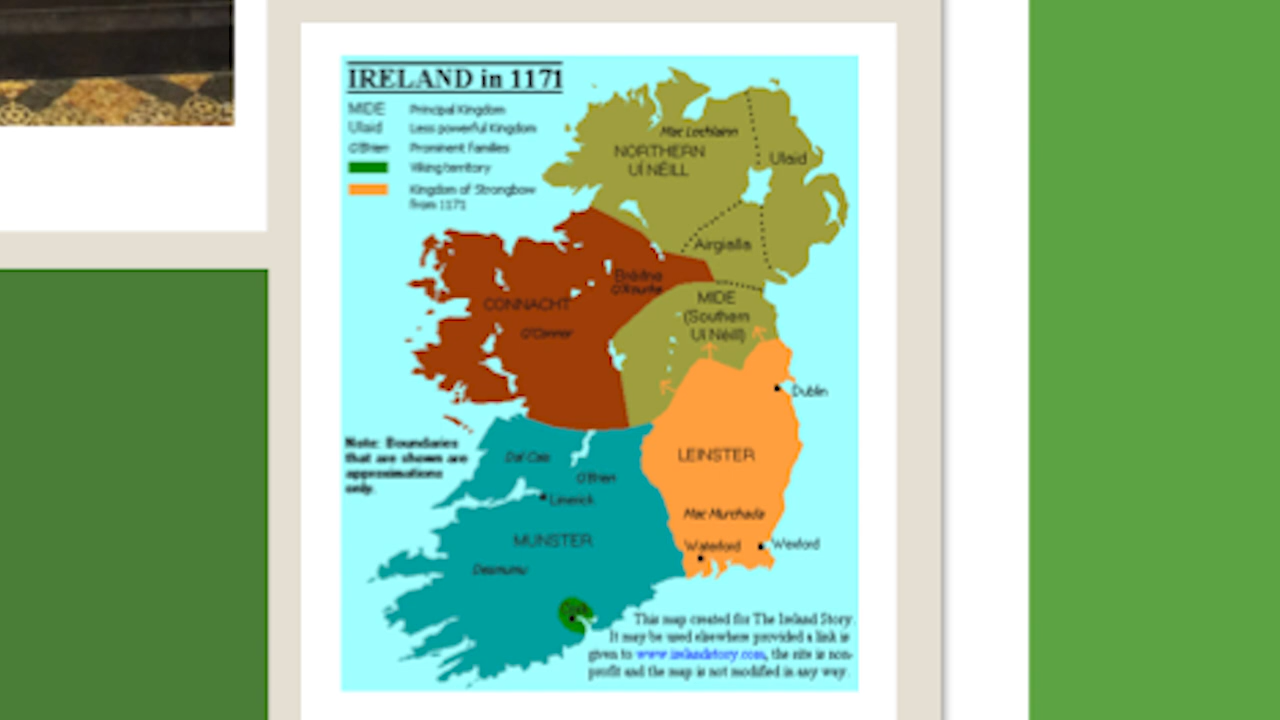 IRELAND in 1171
MIDE Principal Kingdom
Ulaid Less powerful Kingdom
O'Brien Prominent families
Viking territory
Kingdom of Strongbow
from 1171
Mac Lochlainn
NORTHERN
UÍ NÉILL
Ulaid
Airgialla
Bréifne
O'Rourke
CONNACHT
O'Connor
MIDE
(Southern
Uí Néill)
Dublin
LEINSTER
Note: Boundaries
that are shown are
approximations
only.
Dal Cais
O'Brien
Limerick
Mac Murchada
MUNSTER
Waterford
Wexford
Desmumu
Cork
This map created for The Ireland Story.
It may be used elsewhere provided a link is
given to www.irelandstory.com, the site is non-
profit and the map is not modified in any way.